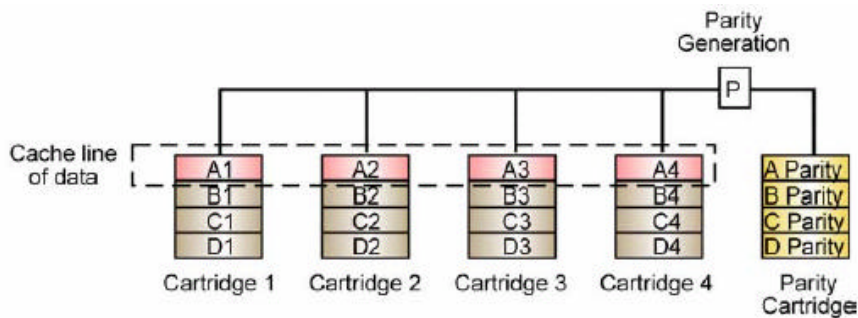 Parity
Generation
P
Cache line
of data
A1 A2 A3 A4 A Parity
B1 B2 B3 B4 B Parity
C1 C2 C3 C4 C Parity
D1 D2 D3 D4 D Parity
Cartridge 1 Cartridge 2 Cartridge 3 Cartridge 4 Parity
Cartridge